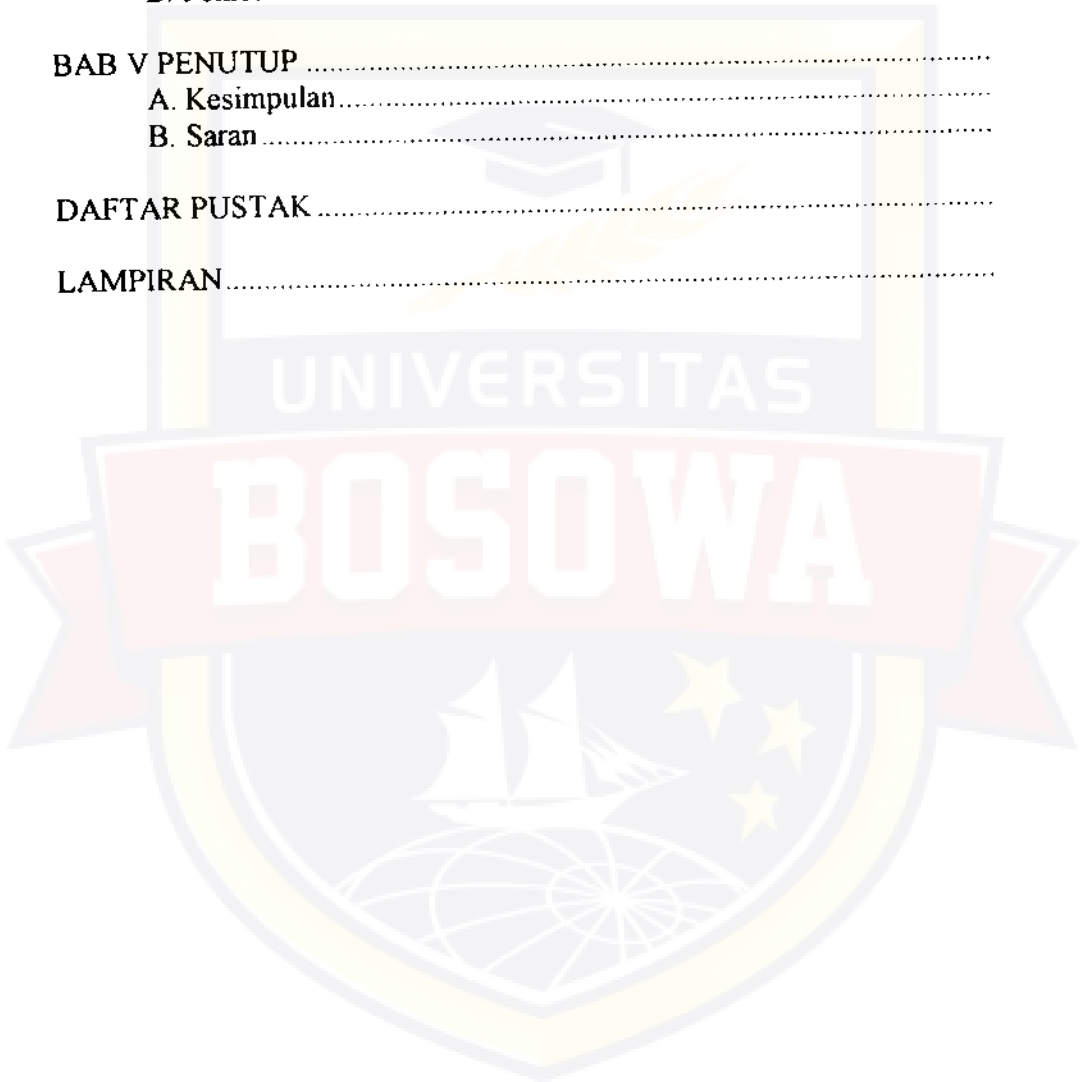 BAB V PENUTUP ..........................................................................
A. Kesimpulan..........................................................................
B. Saran ..........................................................................
DAFTAR PUSTAK ..........................................................................
LAMPIRAN..........................................................................
UNIVERSITAS
BOSOWA